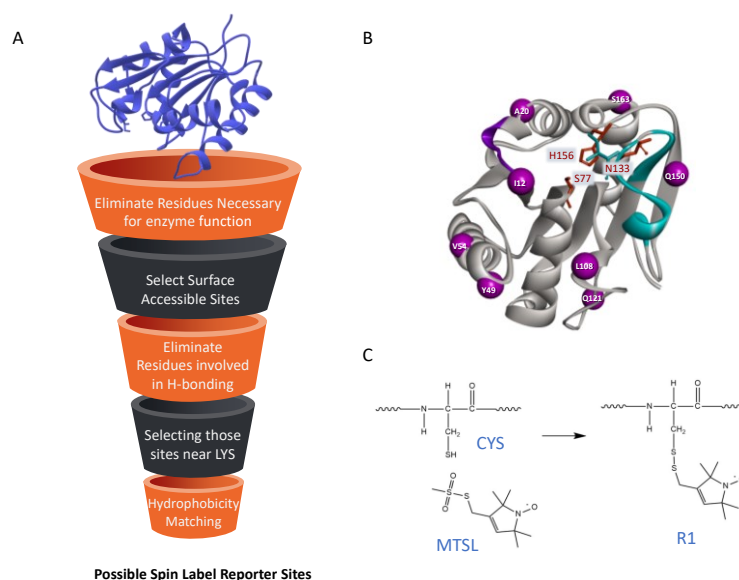 A
Eliminate Residues Necessary
for enzyme function
Select Surface
Accessible Sites
Eliminate
Residues involved
in H-bonding
Selecting those
sites near LYS
Hydrophobicity
Matching
Possible Spin Label Reporter Sites
B
A20
S163
H156
N133
S77
Q150
I12
V54
L108
Y49
Q121
C
H
O
N
C
H
CH2
SH
CYS
O
S
S
O
N
O
MTSL
H
O
N
C
H
CH2
S
S
N
O
R1